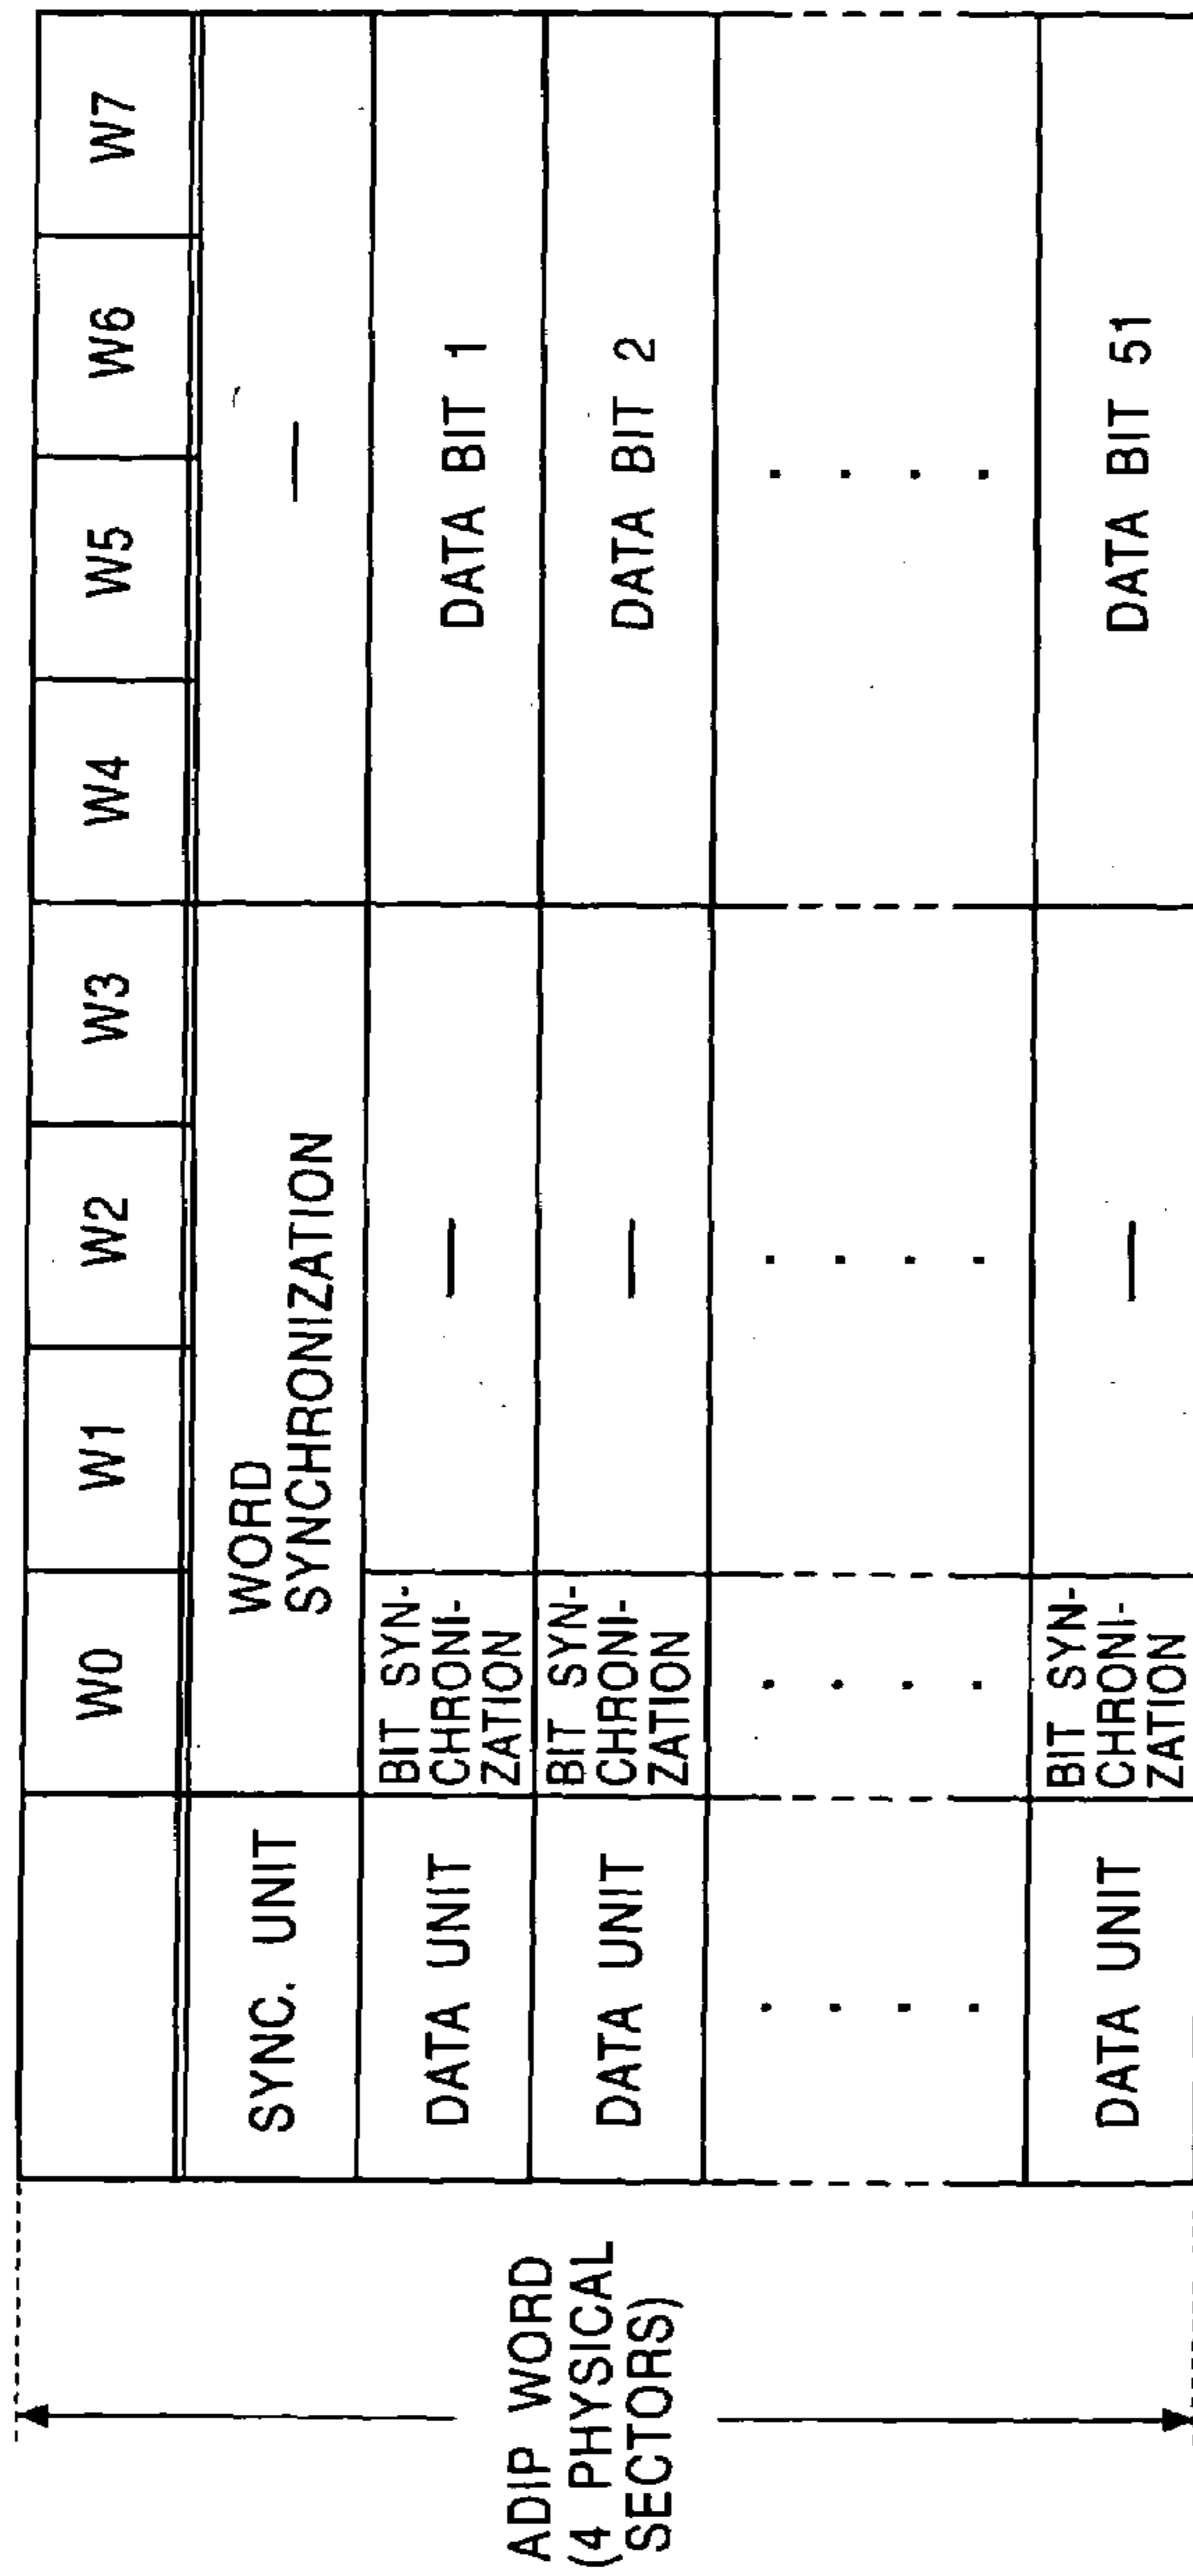 W0 W1 W2 W3 W4 W5 W6 W7
SYNC. UNIT
WORD
SYNCHRONIZATION
—
DATA UNIT
BIT SYN-
CHRONI-
ZATION
—
DATA BIT 1
DATA UNIT
BIT SYN-
CHRONI-
ZATION
—
DATA BIT 2
. . . .
. . . .
. . . .
. . . .
DATA UNIT
BIT SYN-
CHRONI-
ZATION
—
DATA BIT 51
ADIP WORD
(4 PHYSICAL
SECTORS)